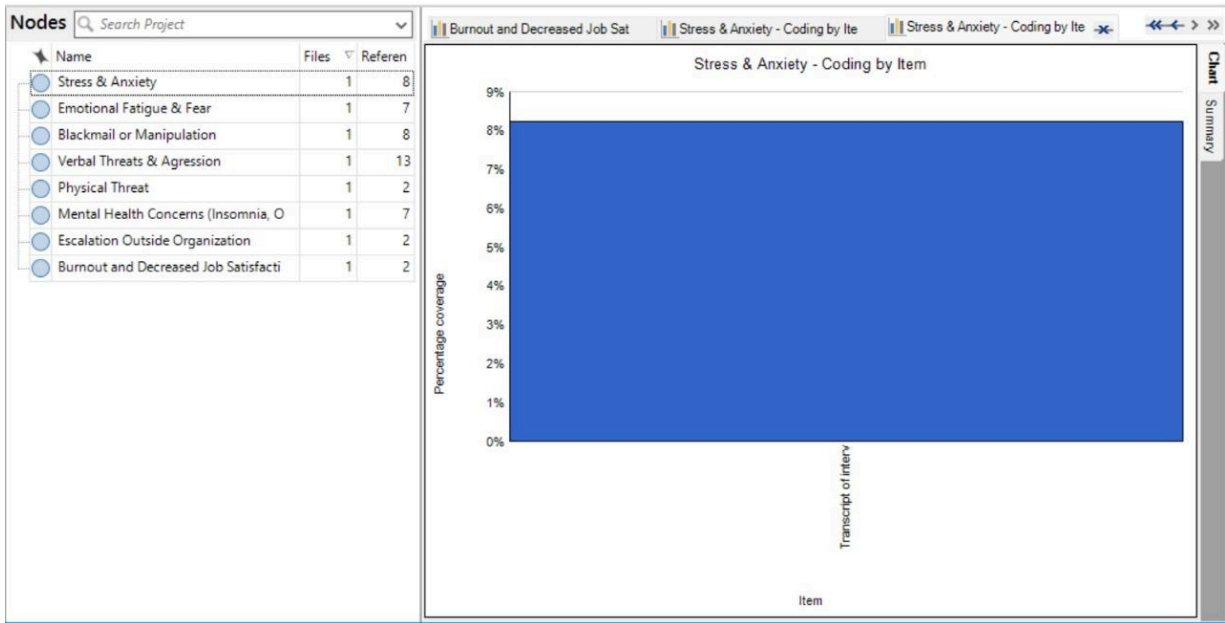 Nodes Search Project
Name Files Referen
Stress & Anxiety 1 8
Emotional Fatigue & Fear 1 7
Blackmail or Manipulation 1 8
Verbal Threats & Agression 1 13
Physical Threat 1 2
Mental Health Concerns (Insomnia, O 1 7
Escalation Outside Organization 1 2
Burnout and Decreased Job Satisfacti 1 2
Burnout and Decreased Job Sat Stress & Anxiety - Coding by Ite Stress & Anxiety - Coding by Ite
Stress & Anxiety - Coding by Item
9%
8%
7%
6%
5%
4%
3%
2%
1%
0%
Percentage coverage
Transcript of interv
Item
Chart
Summary